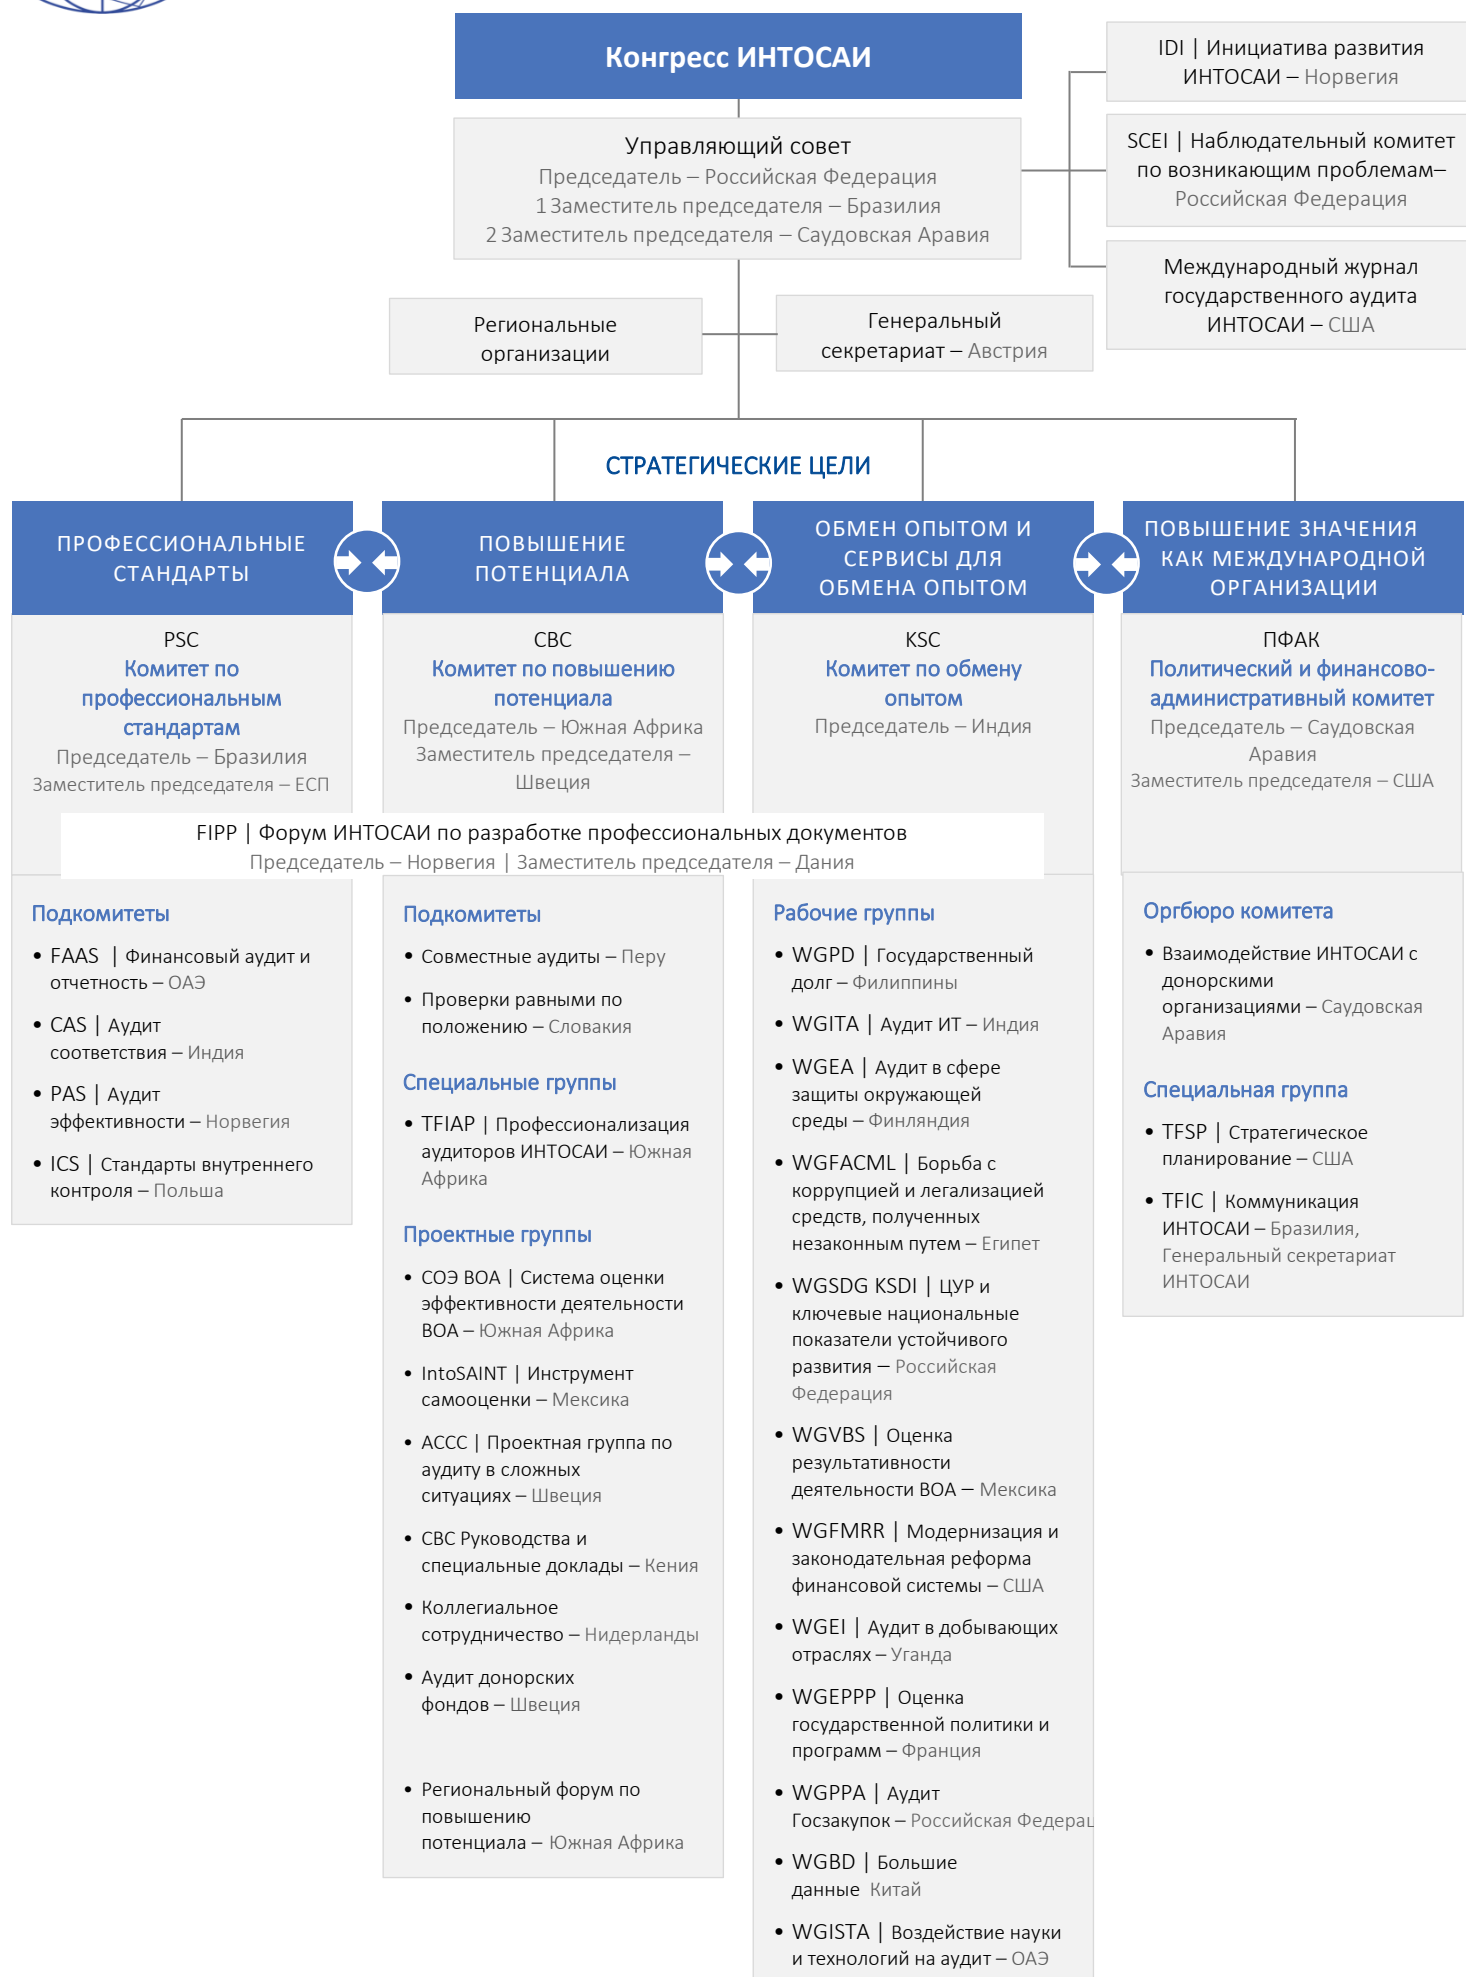 Конгресс ИНТОСАИ
IDI | Инициатива развития
ИНТОСАИ – Норвегия
Управляющий совет
Председатель – Российская Федерация
1 Заместитель председателя – Бразилия
2 Заместитель председателя – Саудовская Аравия
SCEI | Наблюдательный комитет
по возникающим проблемам–
Российская Федерация
Международный журнал
государственного аудита
ИНТОСАИ – США
Региональные
организации
Генеральный
секретариат – Австрия
СТРАТЕГИЧЕСКИЕ ЦЕЛИ
ПРОФЕССИОНАЛЬНЫЕ
СТАНДАРТЫ
ПОВЫШЕНИЕ
ПОТЕНЦИАЛА
ОБМЕН ОПЫТОМ И
СЕРВИСЫ ДЛЯ
ОБМЕНА ОПЫТОМ
ПОВЫШЕНИЕ ЗНАЧЕНИЯ
КАК МЕЖДУНАРОДНОЙ
ОРГАНИЗАЦИИ
PSC
Комитет по
профессиональным
стандартам
Председатель – Бразилия
Заместитель председателя – ЕСП
CBC
Комитет по повышению
потенциала
Председатель – Южная Африка
Заместитель председателя –
Швеция
KSC
Комитет по обмену
опытом
Председатель – Индия
ПФАК
Политический и финансово-
административный комитет
Председатель – Саудовская
Аравия
Заместитель председателя – США
FIPP | Форум ИНТОСАИ по разработке профессиональных документов
Председатель – Норвегия | Заместитель председателя – Дания
Подкомитеты
• FAAS | Финансовый аудит и
отчетность – ОАЭ
• CAS | Аудит
соответствия – Индия
• PAS | Аудит
эффективности – Норвегия
• ICS | Стандарты внутреннего
контроля – Польша
Подкомитеты
• Совместные аудиты – Перу
• Проверки равными по
положению – Словакия
Специальные группы
• TFIAP | Профессионализация
аудиторов ИНТОСАИ – Южная
Африка
Проектные группы
• СОЭ ВОА | Система оценки
эффективности деятельности
ВОА – Южная Африка
• IntoSAINT | Инструмент
самооценки – Мексика
• ACCC | Проектная группа по
аудиту в сложных
ситуациях – Швеция
• CBC Руководства и
специальные доклады – Кения
• Коллегиальное
сотрудничество – Нидерланды
• Аудит донорских
фондов – Швеция
• Региональный форум по
повышению
потенциала – Южная Африка
Рабочие группы
• WGPD | Государственный
долг – Филиппины
• WGITA | Аудит ИТ – Индия
• WGEA | Аудит в сфере
защиты окружающей
среды – Финляндия
• WGFACML | Борьба с
коррупцией и легализацией
средств, полученных
незаконным путем – Египет
• WGSDG KSDI | ЦУР и
ключевые национальные
показатели устойчивого
развития – Российская
Федерация
• WGVBS | Оценка
результативности
деятельности ВОА – Мексика
• WGFMRR | Модернизация и
законодательная реформа
финансовой системы – США
• WGEI | Аудит в добывающих
отраслях – Уганда
• WGEPPP | Оценка
государственной политики и
программ – Франция
• WGPPA | Аудит
Госзакупок – Российская Федерац
• WGBD | Большие
данные Китай
• WGISTA | Воздействие науки
и технологий на аудит – ОАЭ
Оргбюро комитета
• Взаимодействие ИНТОСАИ с
донорскими
организациями – Саудовская
Аравия
Специальная группа
• TFSP | Стратегическое
планирование – США
• TFIC | Коммуникация
ИНТОСАИ – Бразилия,
Генеральный секретариат
ИНТОСАИ